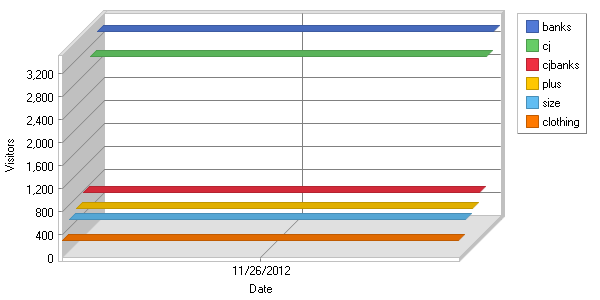 banks
cj
cjbanks
plus
size
clothing
3,200
2,800
2,400
2,000
1,600
1,200
800
400
0
Visitors
11/26/2012
Date